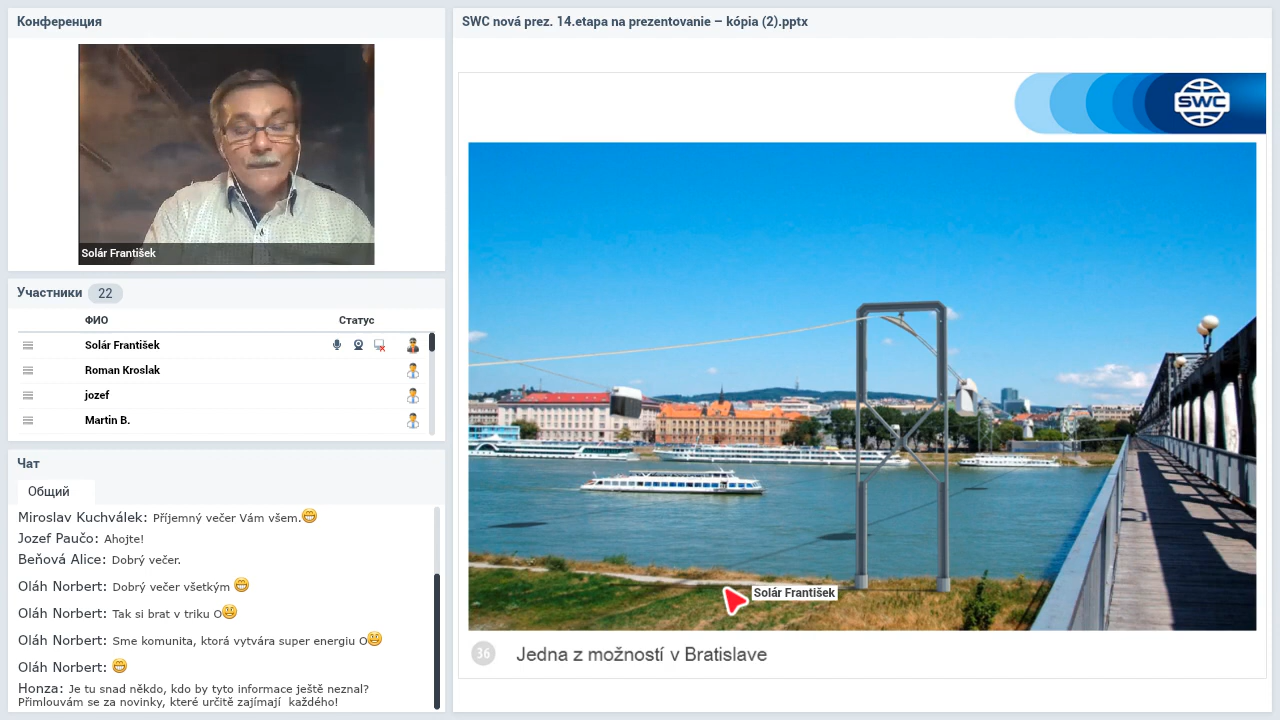 Конференция
Solár František
Участники 22
ФИО Статус
Solár František
Roman Kroslak
jozef
Martin B.
Чат
Общий
Miroslav Kuchválek: Příjemný večer Vám všem.
Jozef Paučo: Ahojte!
Beňová Alice: Dobrý večer.
Oláh Norbert: Dobrý večer všetkým
Oláh Norbert: Tak si brat v triku O
Oláh Norbert: Sme komunita, ktorá vytvára super energiu O
Oláh Norbert:
Honza: Je tu snad někdo, kdo by tyto informace ještě neznal?
Přimlouvám se za novinky, které určitě zajímají  každého!
SWC nová prez. 14.etapa na prezentovanie – kópia (2).pptx
SWC
Solár František
36 Jedna z možností v Bratislave